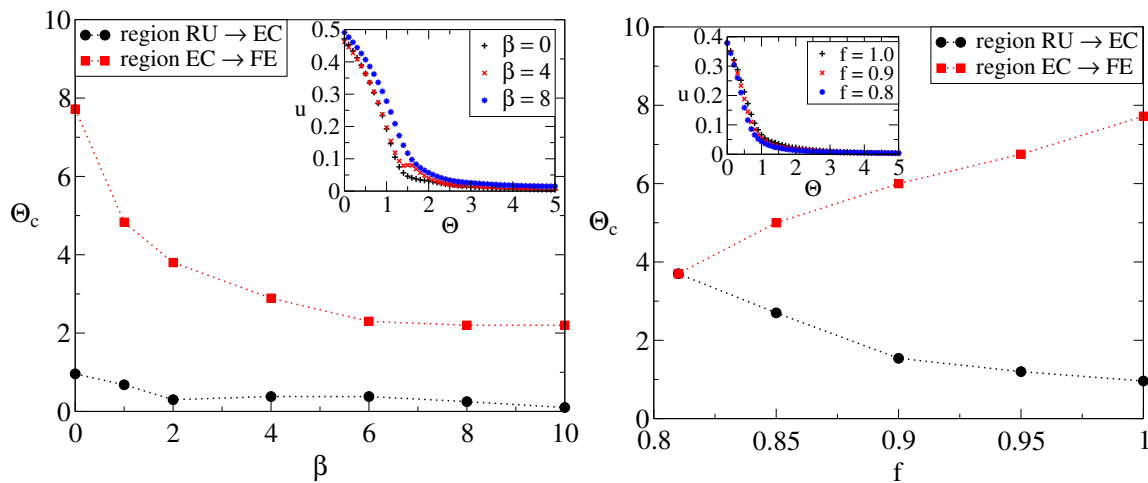 10
8
6
4
2
0
Θc
region RU → EC
region EC → FE
0 2 4 6 8 10
β
0.5
0.4
0.3
0.2
0.1
0
u
β = 0
β = 4
β = 8
0 1 2 3 4 5
Θ
10
8
6
4
2
0
Θc
region RU → EC
region EC → FE
0.8 0.85 0.9 0.95 1
f
0.4
0.3
0.2
0.1
0
u
f = 1.0
f = 0.9
f = 0.8
0 1 2 3 4 5
Θ